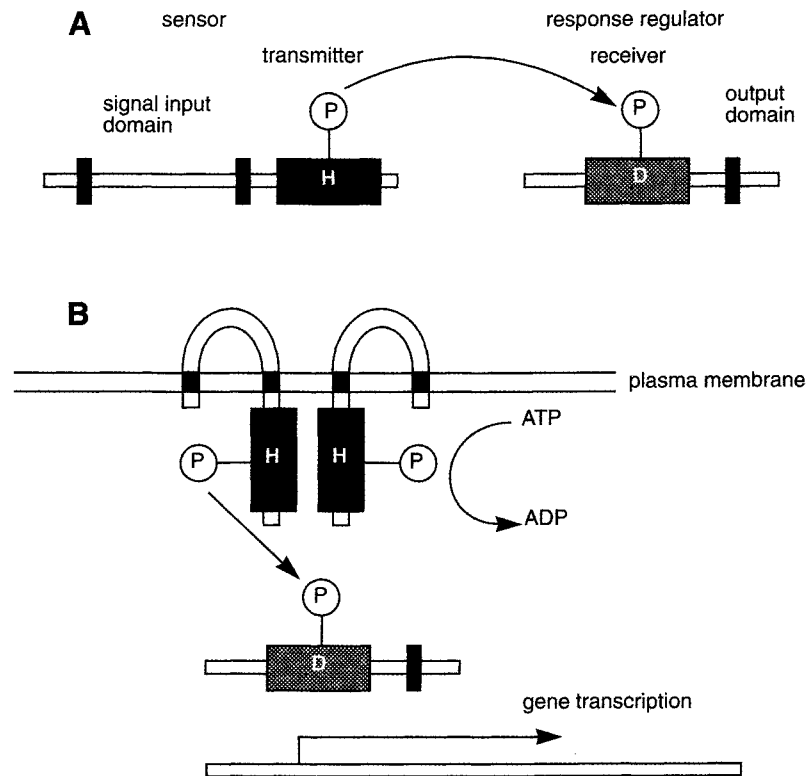 A
sensor
response regulator
transmitter
receiver
signal input
domain
output
domain
P
P
H
D
B
plasma membrane
ATP
P
H
H
P
ADP
P
D
gene transcription